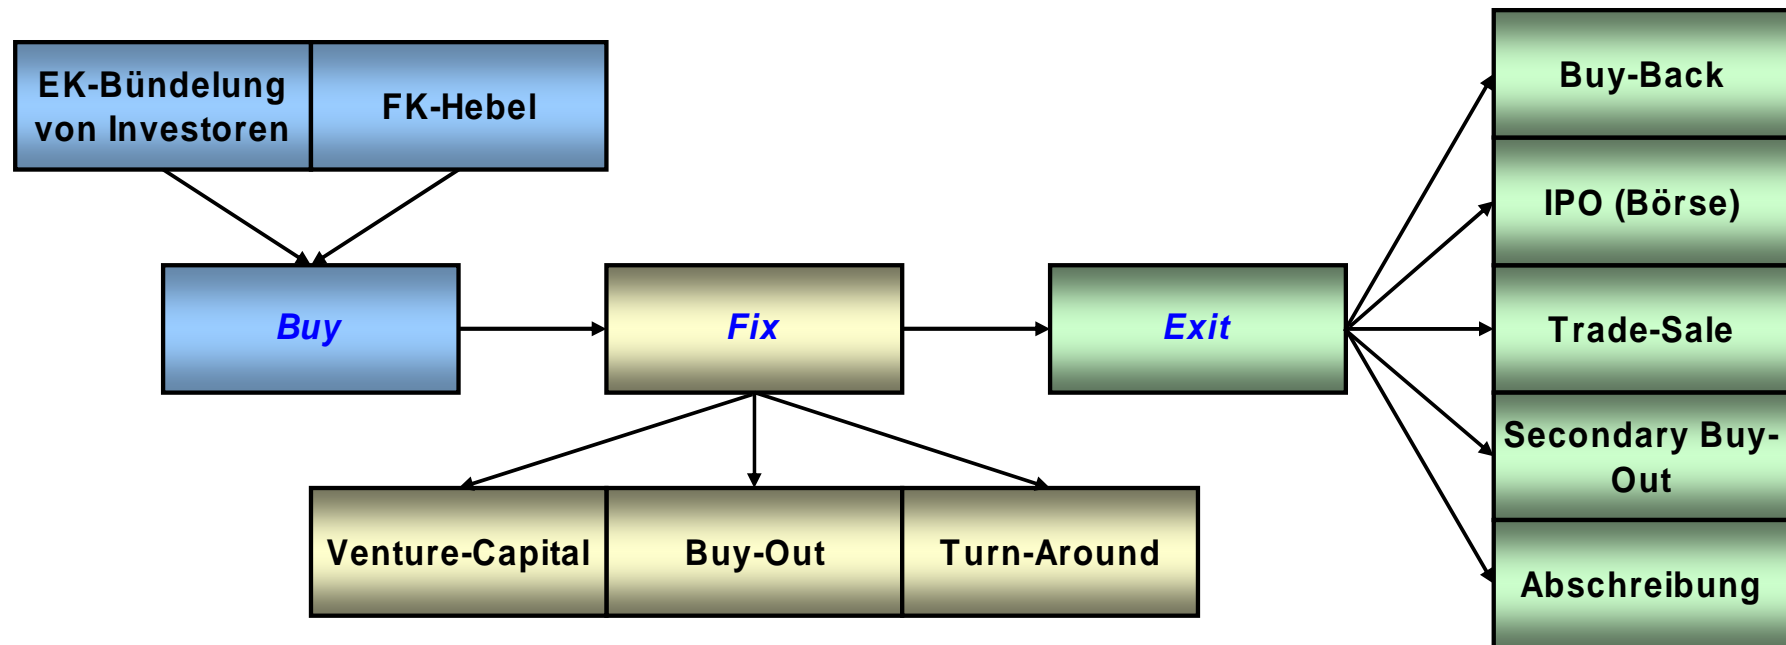 EK-Bündelung
von Investoren
FK-Hebel
Buy
Fix
Exit
Venture-Capital
Buy-Out
Turn-Around
Buy-Back
IPO (Börse)
Trade-Sale
Secondary Buy-
Out
Abschreibung